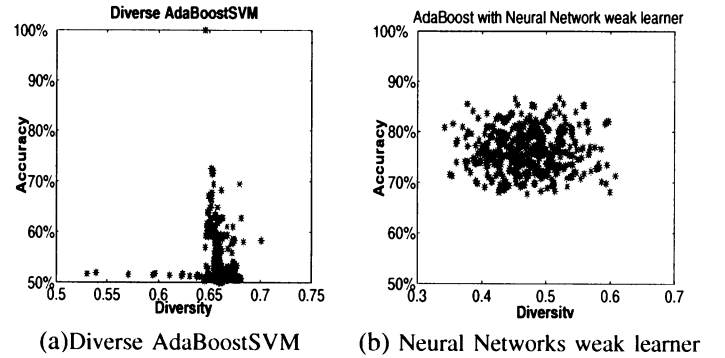 Diverse AdaBoostSVM
100%
90%
80%
70%
60%
50%
Accuracy
0.5 0.55 0.6 0.65 0.7 0.75
Diversity
(a)Diverse AdaBoostSVM
AdaBoost with Neural Network weak learner
100%
90%
80%
70%
60%
50%
Accuracy
0.3 0.4 0.5 0.6 0.7
Diversity
(b) Neural Networks weak learner